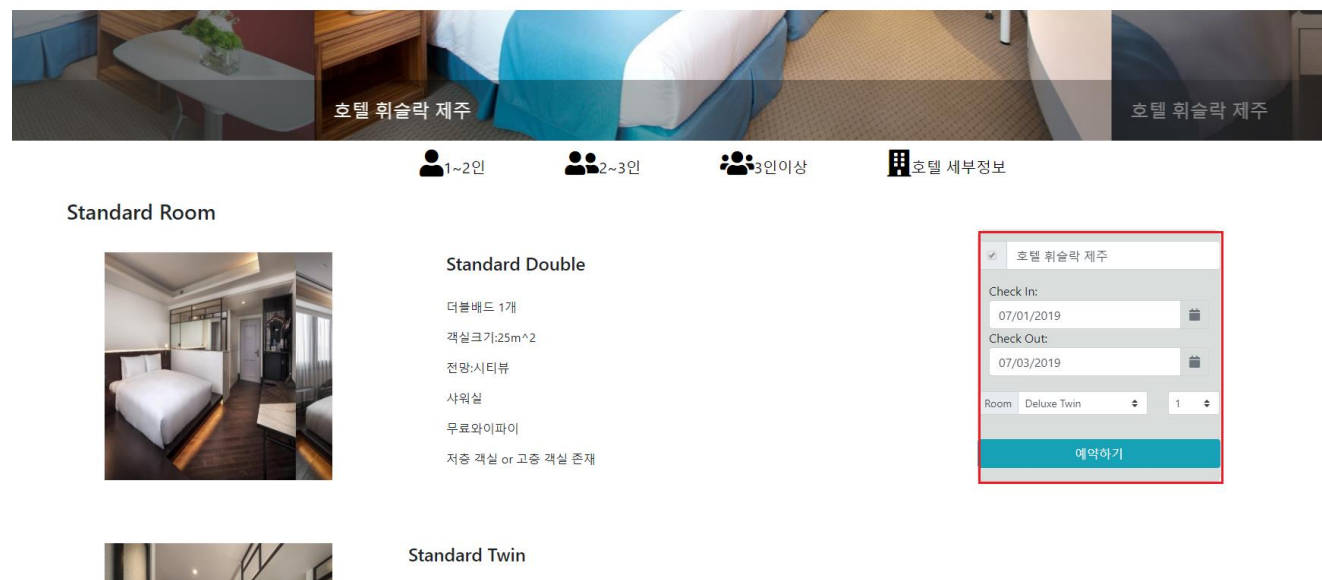 호텔 휘슬락 제주
호텔 휘슬락 제주
1~2인
2~3인
3인이상
호텔 세부정보
Standard Room
Standard Double
더블배드 1개
객실크기:25m^2
전망:시티뷰
샤워실
무료와이파이
저층 객실 or 고층 객실 존재
호텔 휘슬락 제주
Check In:
07/01/2019
Check Out:
07/03/2019
Room Deluxe Twin 1
예약하기
Standard Twin